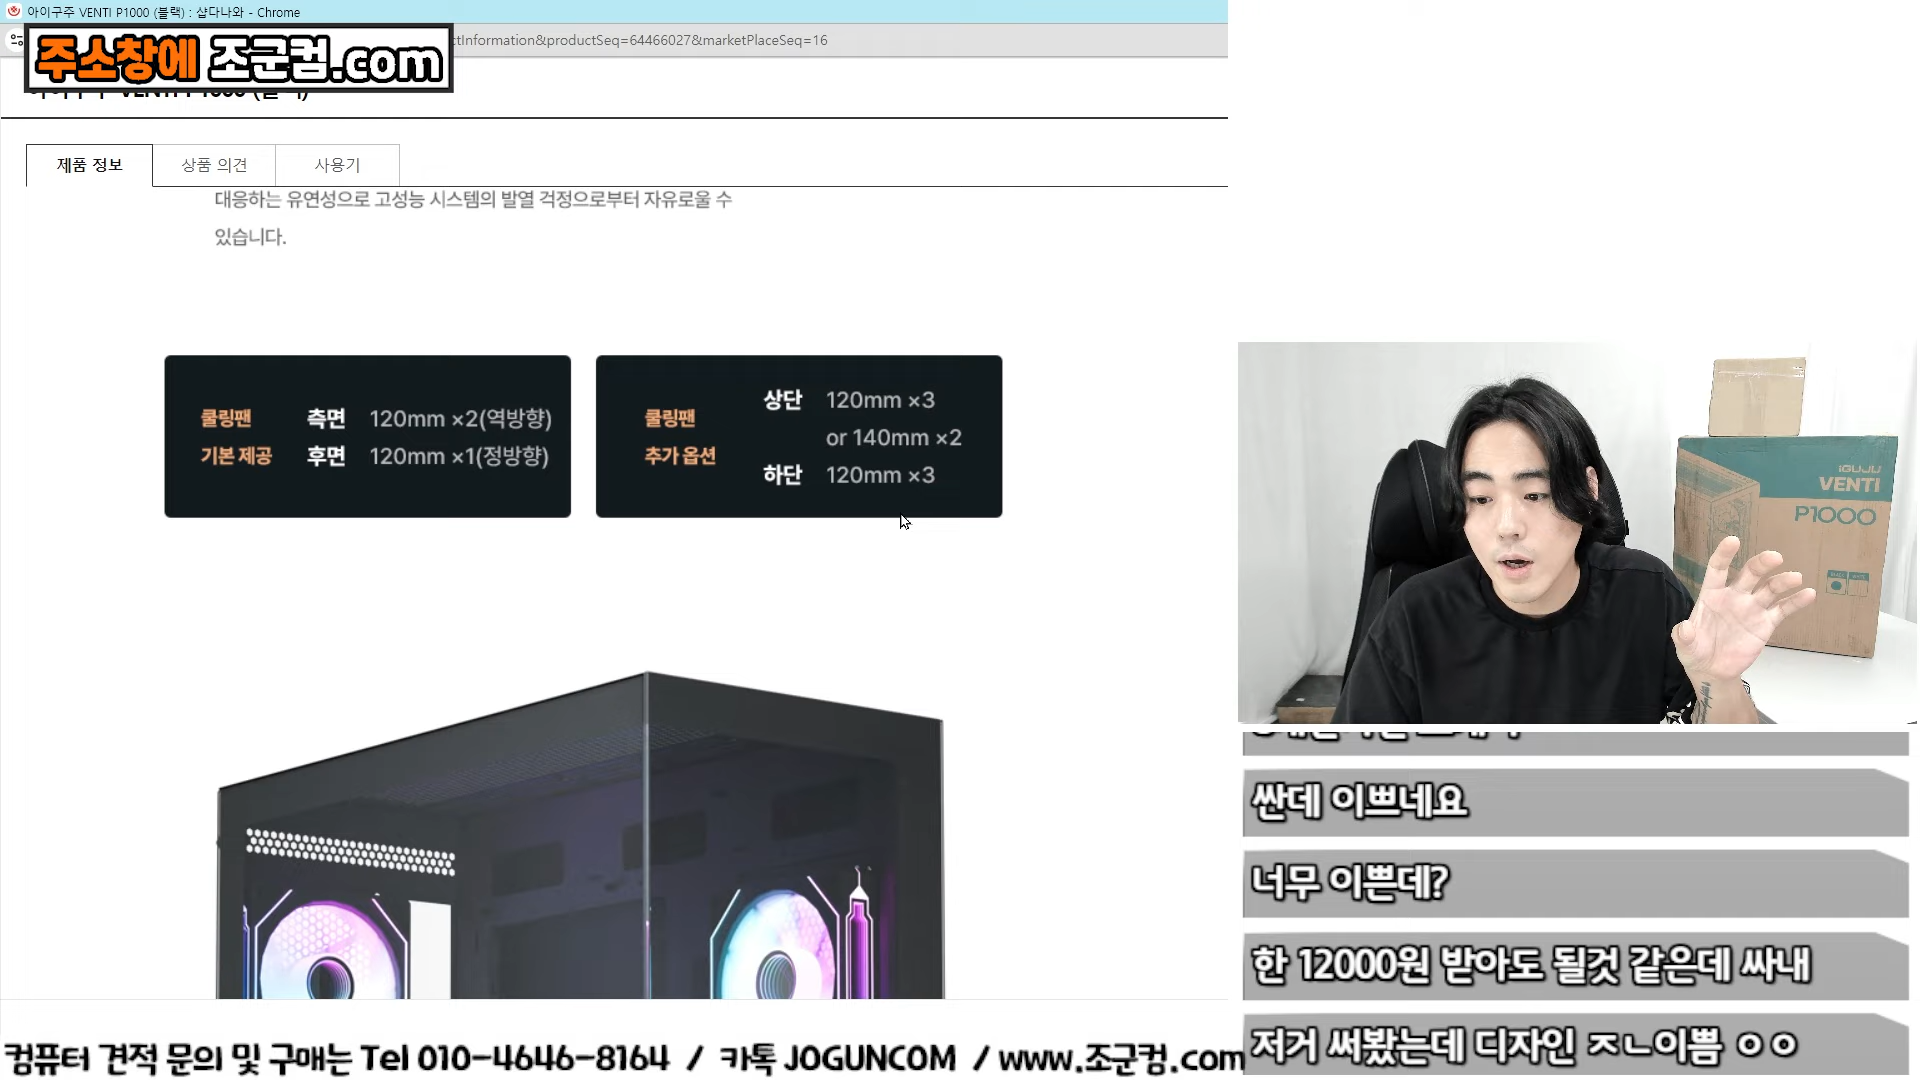 아이구주 VENTI P1000 (블랙) : 샵다나와 - Chrome
ctInformation&productSeq=64466027&marketPlaceSeq=16
주소창에 조군컴.com
아이구주 VENTI P1000 (블랙)
제품 정보
상품 의견
사용기
대응하는 유연성으로 고성능 시스템의 발열 걱정으로부터 자유로울 수
있습니다.
쿨링팬 측면 120mm ×2(역방향)
기본 제공 후면 120mm ×1(정방향)
쿨링팬
추가 옵션
상단 120mm ×3
or 140mm ×2
하단 120mm ×3
IGUJU
VENTI
P1000
싼데 이쁘네요
너무 이쁜데?
한 12000원 받아도 될것 같은데 싸내
저거 써봤는데 디자인 ㅈㄴ이쁨 ㅇㅇ
컴퓨터 견적 문의 및 구매는 Tel 010-4646-8164 / 카톡 JOGUNCOM / www.조군컴.com